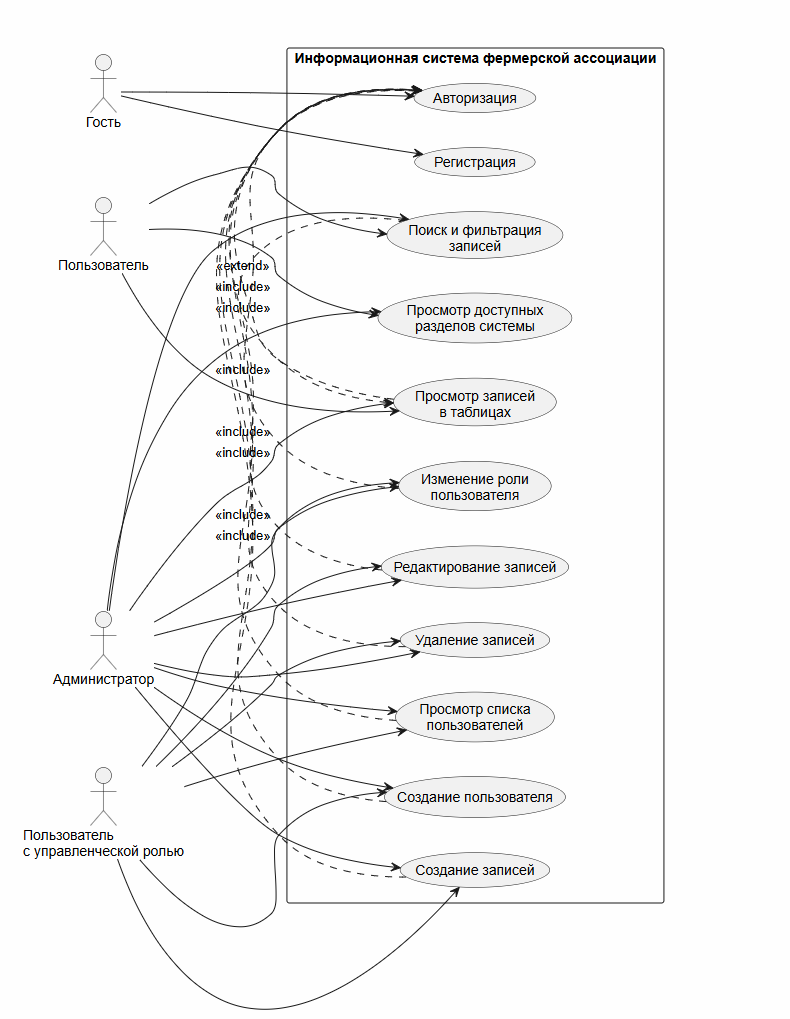 Информационная система фермерской ассоциации
Гость
Авторизация
Регистрация
Пользователь
Поиск и фильтрация
записей
«extend»
«include»
«include»
Просмотр доступных
разделов системы
«include»
Просмотр записей
в таблицах
«include»
«include»
Изменение роли
пользователя
«include»
«include»
Редактирование записей
Администратор
Удаление записей
Просмотр списка
пользователей
Создание пользователя
Пользователь
с управленческой ролью
Создание записей